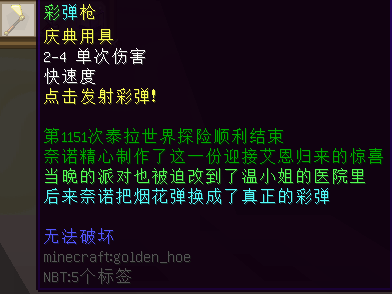 彩弹枪
庆典用具
2-4 单次伤害
快速度
点击发射彩弹!
第1151次泰拉世界探险顺利结束
奈诺精心制作了这一份迎接艾恩归来的惊喜
当晚的派对也被迫改到了温小姐的医院里
后来奈诺把烟花弹换成了真正的彩弹
无法破坏
minecraft:golden_hoe
NBT:5个标签